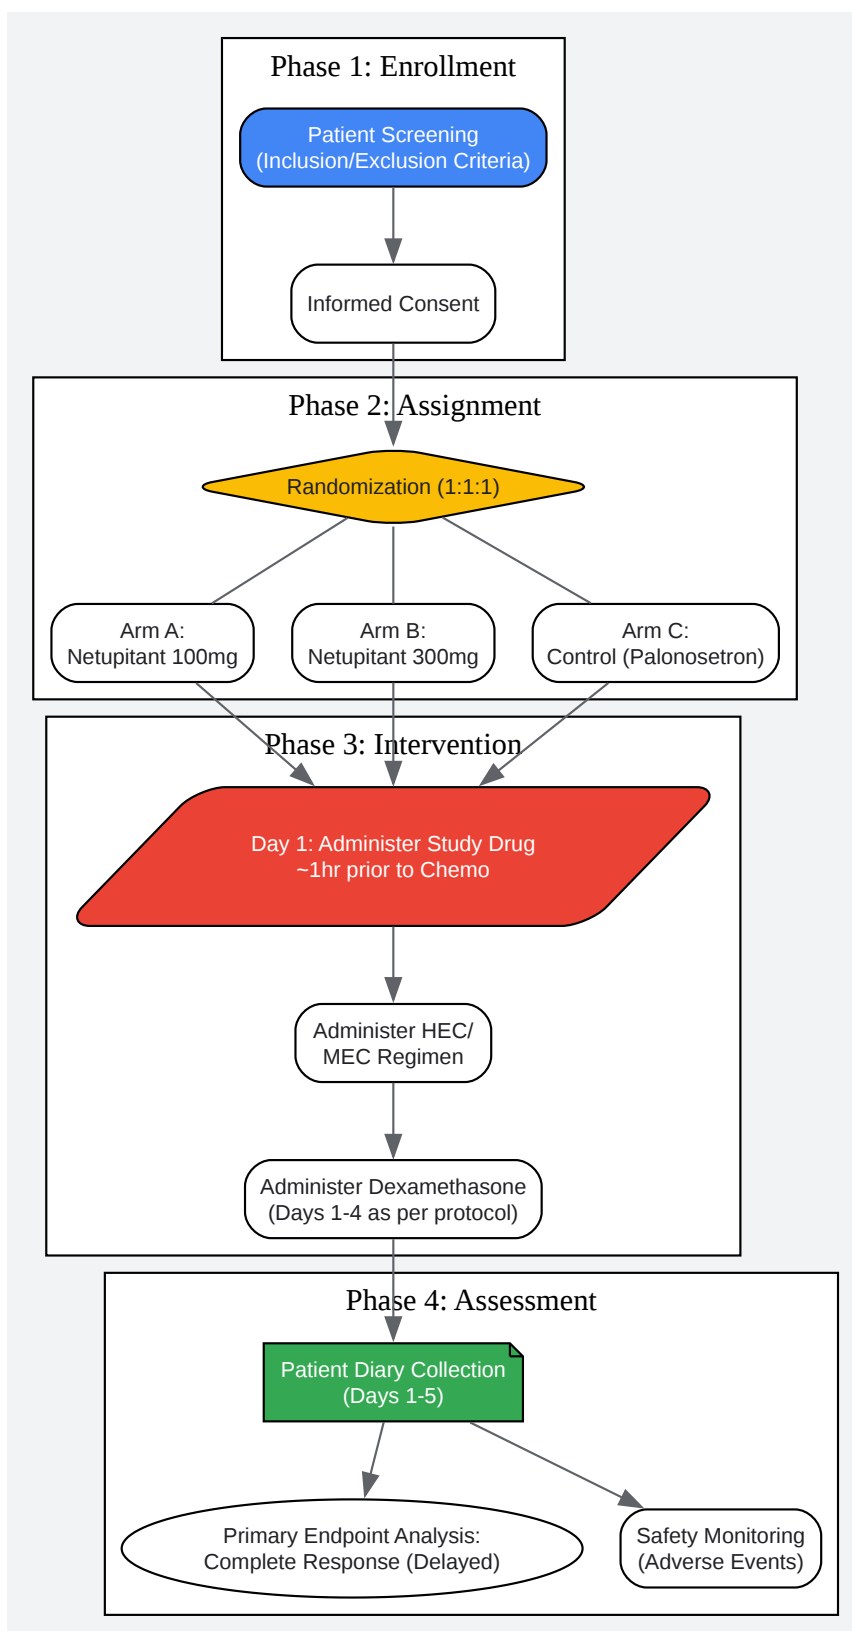 Phase 1: Enrollment
Patient Screening
(Inclusion/Exclusion Criteria)
Informed Consent
Phase 2: Assignment
Randomization (1:1:1)
Arm A:
Netupitant 100mg
Arm B:
Netupitant 300mg
Arm C:
Control (Palonosetron)
Phase 3: Intervention
Day 1: Administer Study Drug
~1hr prior to Chemo
Administer HEC/
MEC Regimen
Administer Dexamethasone
(Days 1-4 as per protocol)
Phase 4: Assessment
Patient Diary Collection
(Days 1-5)
Primary Endpoint Analysis:
Complete Response (Delayed)
Safety Monitoring
(Adverse Events)